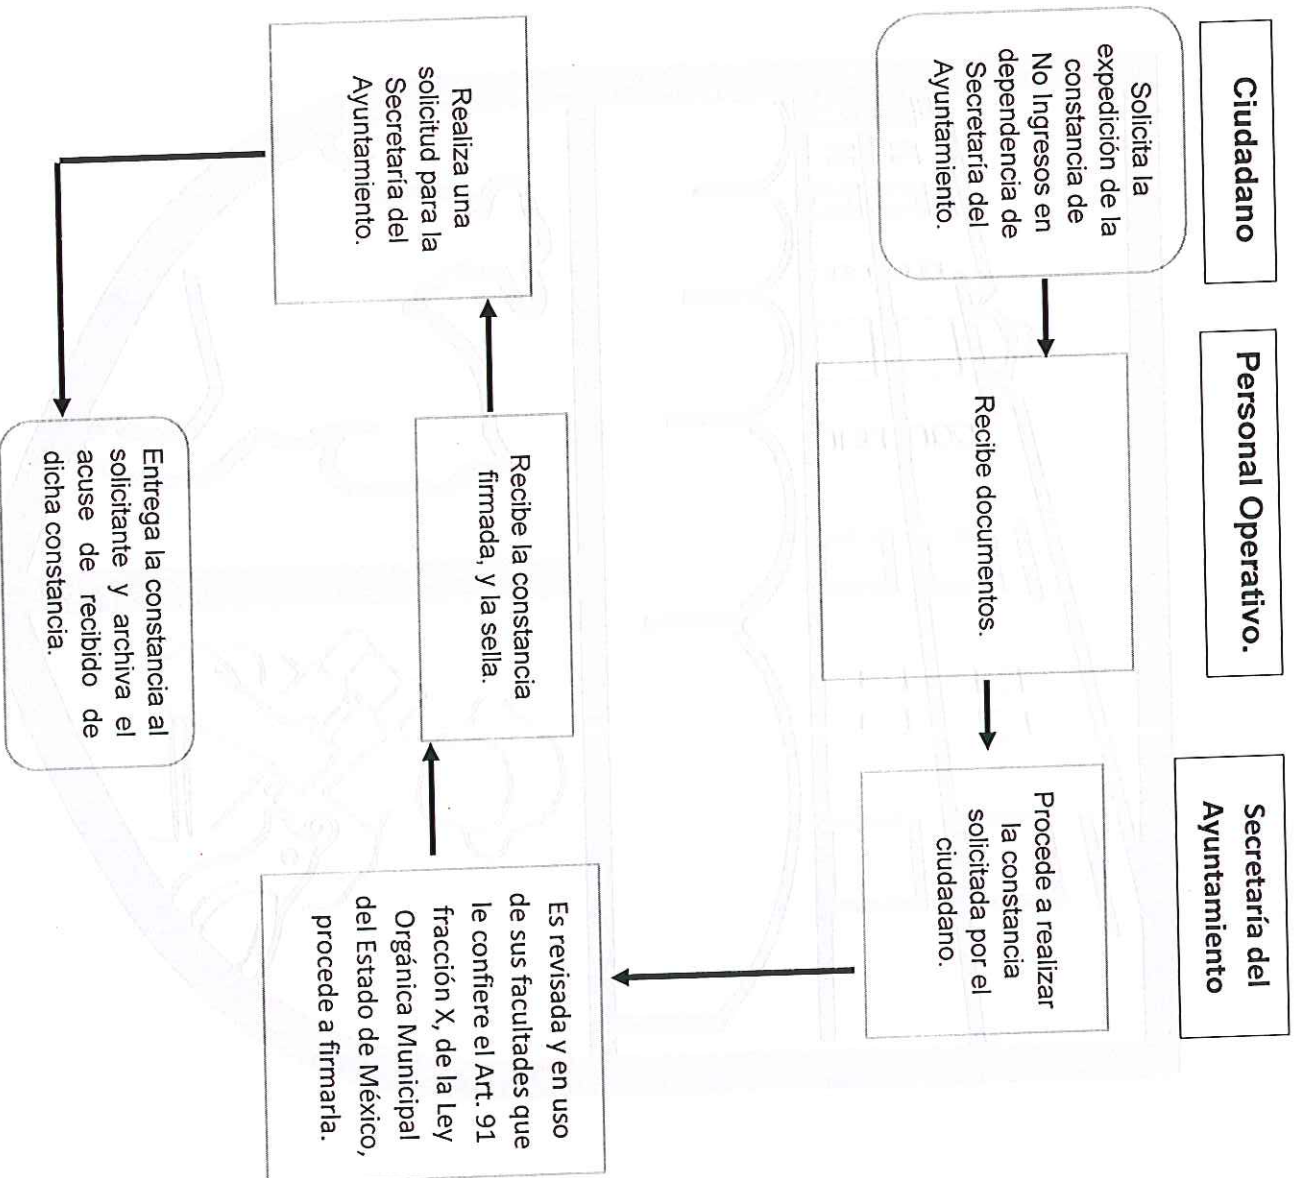 Ciudadano
Personal Operativo.
Secretaría del
Ayuntamiento
Solicita la
expedición de la
constancia de
No Ingresos en
dependencia de
Secretaría del
Ayuntamiento.
Recibe documentos.
Procede a realizar
la constancia
solicitada por el
ciudadano.
Es revisada y en uso
de sus facultades que
le confiere el Art. 91
fracción X, de la Ley
Orgánica Municipal
del Estado de México,
procede a firmarla.
Recibe la constancia
firmada, y la sella.
Realiza una
solicitud para la
Secretaría del
Ayuntamiento.
Entrega la constancia al
solicitante y archiva el
acuse de recibido de
dicha constancia.